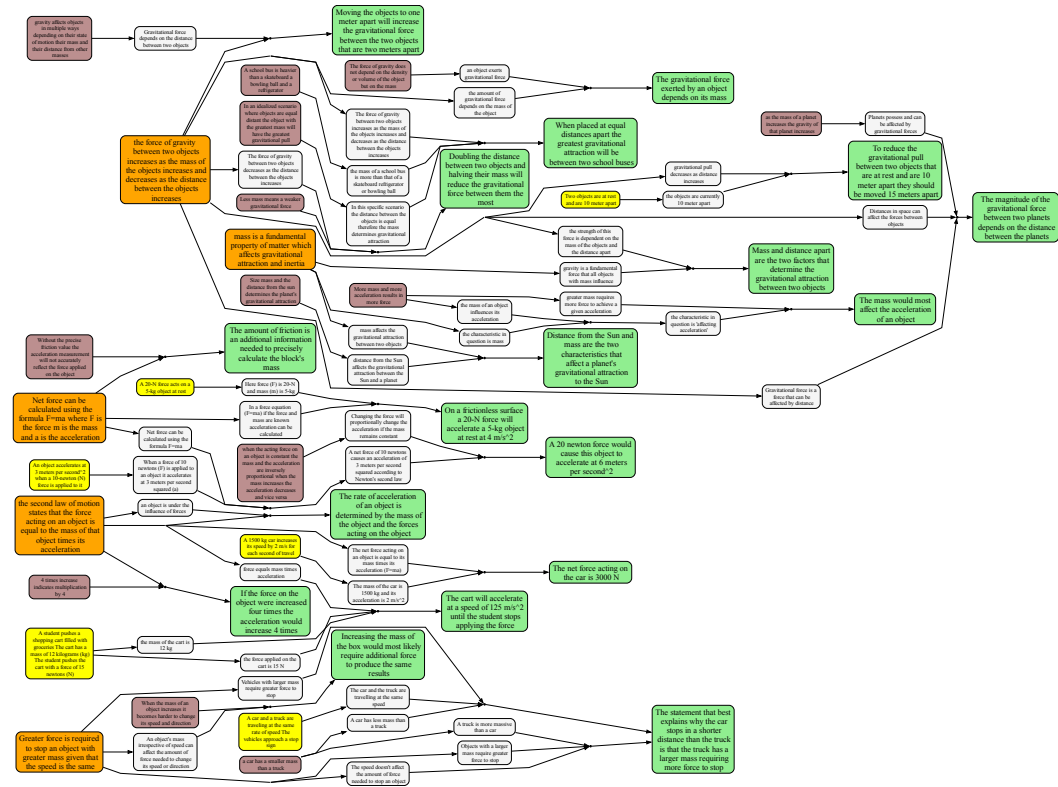 gravity affects objects
in multiple ways
depending on their state
of motion their mass and
their distance from other
masses
Gravitational force
depends on the distance
between two objects
Moving the objects to one
meter apart will increase
the gravitational force
between the two objects
that are two meters apart
A school bus is heavier
than a skateboard a
bowling ball and a
refrigerator
The force of gravity does
not depend on the density
or volume of the object
but on the mass
an object exerts
gravitational force
the amount of
gravitational force
depends on the mass of the
object
The gravitational force
exerted by an object
depends on its mass
In an idealised scenario
where objects are equal
distant the object with
the greatest mass will
have the greatest
gravitational pull
the force of gravity
between two objects
increases as the mass of
the objects increases and
decreases as the distance
between the objects
increases
The force of gravity
between two objects
increases as the mass of
the objects increases and
decreases as the distance
between the objects
increases
The force of gravity
between two objects
decreases as the distance
between the objects
increases
the mass of a school bus
is more than that of a
skateboard refrigerator
or bowling ball
When placed at equal
distances apart the
greatest gravitational
attraction will be
between two school buses
Less mass means a weaker
gravitational force
In this specific scenario
the distance between the
objects is equal
therefore the mass
determines gravitational
attraction
Doubling the distance
between two objects and
halving their mass will
reduce the gravitational
force between them the
most
as the mass of a planet
increases the gravity of
that planet increases
Planets possess and can
be affected by
gravitational forces
gravitational pull
decreases as distance
increases
Two objects are at rest
and are 10 meter apart
the objects are currently
10 meter apart
To reduce the
gravitational pull
between two objects that
are at rest and are 10
meter apart they should
be moved 15 meters apart
Distances in space can
affect the forces between
objects
The magnitude of the
gravitational force
between two planets
depends on the distance
between the planets
mass is a fundamental
property of matter which
affects gravitational
attraction and inertia
the strength of
this force is dependent on
the mass of the objects and
the distance apart
gravity is a fundamental
force that all objects
with mass influence
Mass and distance apart
are the two factors that
determine the
gravitational attraction
between two objects
Size mass and the
distance from the sun
determines the planet's
gravitational attraction
More mass and more
acceleration results in
more force
the mass of an object
influences its
acceleration
greater mass requires
more force to achieve a
given acceleration
the characteristic in
question is 'affecting
acceleration'
The mass would most
affect the acceleration
of an object
mass affects the
gravitational attraction
between two objects
the characteristic in
question is mass
distance from the Sun
affects the gravitational
attraction between the
Sun and a planet
Distance from the Sun and
mass are the two
characteristics that
affect a planet's
gravitational attraction
to the Sun
Gravitational force is a
force that can be
affected by distance
Without the precise
friction value the
acceleration measurement
will not accurately
reflect the force applied
on the object
The amount of friction is
an additional information
needed to precisely
calculate the block's
mass
A 20-N force acts on a
5-kg object at rest
Here force (F) is 20-N
and mass (m) is 5-kg
Net force can be
calculated using the
formula F=ma where F is
the force m is the mass
and a is the acceleration
In a force equation
(F=ma) if the force and
mass are known
acceleration can be
calculated
On a frictionless surface
a 20-N force will
accelerate a 5-kg object
at rest at 4 m/s^2
Changing the force will
proportionally change the
acceleration if the mass
remains constant
Net force can be
calculated using the
formula F=ma
An object accelerates at
3 meters per second^2
when a 10-newton (N)
force is applied to it
When a force of 10
newtons (F) is applied to
an object it accelerates
at 3 meters per second
squared (a)
when the acting force on
an object is constant the
mass and the acceleration
are inversely
proportional when the
mass increases the
acceleration decreases
and vice versa
A net force of 10 newtons
causes an acceleration of
3 meters per second
squared according to
Newton's second law
A 20 newton force would
cause this object to
accelerate at 6 meters
per second^2
the second law of motion
states that the force
acting on an object is
equal to the mass of that
object times its
acceleration
an object is under the
influence of forces
The rate of acceleration
of an object is
determined by the mass of
the object and the forces
acting on the object
A 1500 kg car increases
its speed by 2 m/s for
each second of travel
The net force acting on
an object is equal to its
mass times its
acceleration (F=ma)
force equals mass times
acceleration
The mass of the car is
1500 kg and its
acceleration is 2 m/s^2
The net force acting on
the car is 3000 N
4 times increase
indicates multiplication
by 4
If the force on the
object were increased
four times the
acceleration would
increase 4 times
The cart will accelerate
at a speed of 125 m/s^2
until the student stops
applying the force
A student pushes a
shopping cart filled with
groceries The cart has a
mass of 12 kilograms (kg)
The student pushes the
cart with a force of 15
newtons (N)
the mass of the cart is
12 kg
the force applied on the
cart is 15 N
Increasing the mass of
the box would most likely
require additional force
to produce the same
results
Vehicles with larger mass
require greater force to
stop
When the mass of an
object increases it
becomes harder to change
its speed and direction
The car and the truck are
travelling at the same
speed
A car and a truck are
traveling at the same
rate of speed The
vehicles approach a stop
sign
A car has less mass than
a truck
A truck is more massive
than a car
Greater force is required
to stop an object with
greater mass given that
the speed is the same
An object's mass
irrespective of speed can
affect the amount of
force needed to change
its speed or direction
a car has a smaller mass
than a truck
Objects with a larger
mass require greater
force to stop
The speed doesn't affect
the amount of force
needed to stop an object
The statement that best
explains why the car
stops in a shorter
distance than the truck
is that the truck has a
larger mass requiring
more force to stop